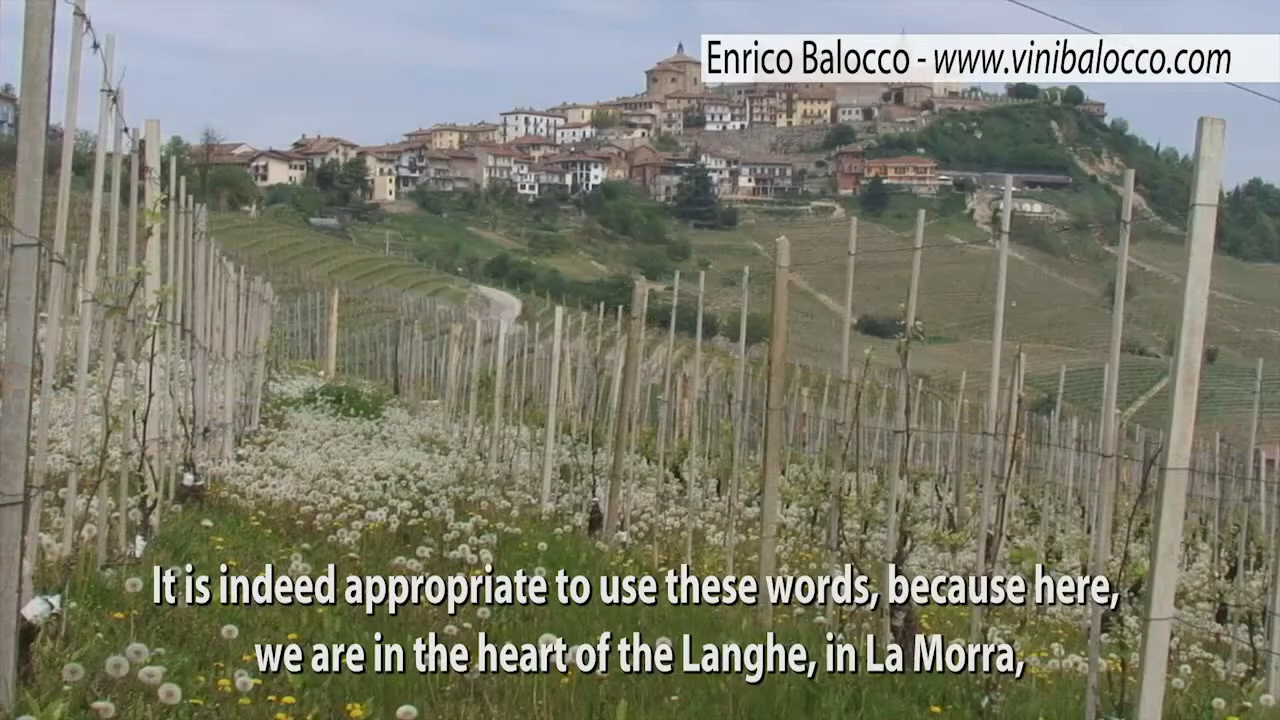 Enrico Balocco - www.vinibalocco.com
It is indeed appropriate to use these words, because here,
we are in the heart of the Langhe, in La Morra,